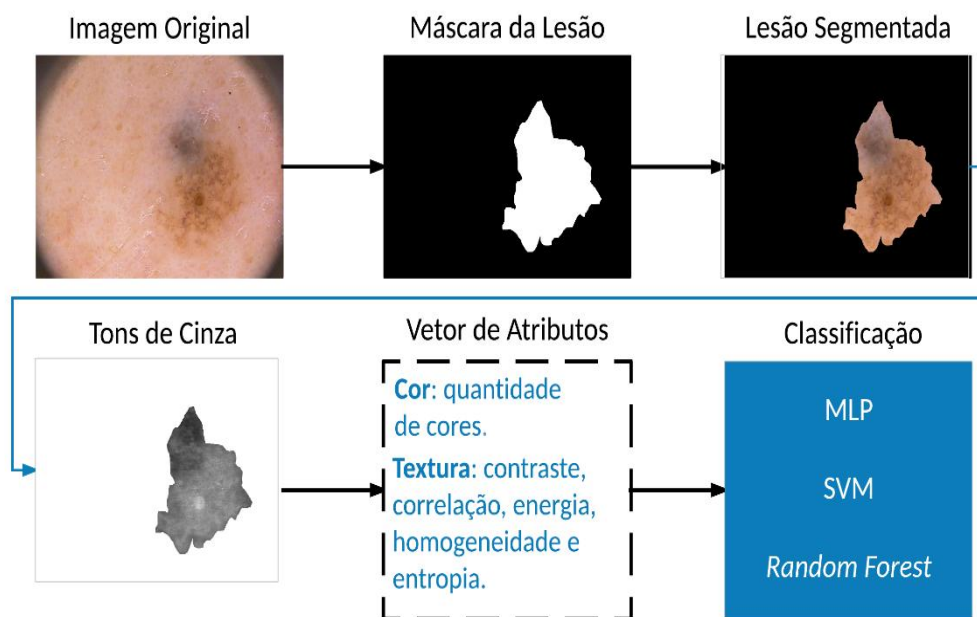 Imagem Original
Máscara da Lesão
Lesão Segmentada
Tons de Cinza
Vetor de Atributos
Classificação
Cor: quantidade
de cores.
Textura: contraste,
correlação, energia,
homogeneidade e
entropia.
MLP
SVM
Random Forest